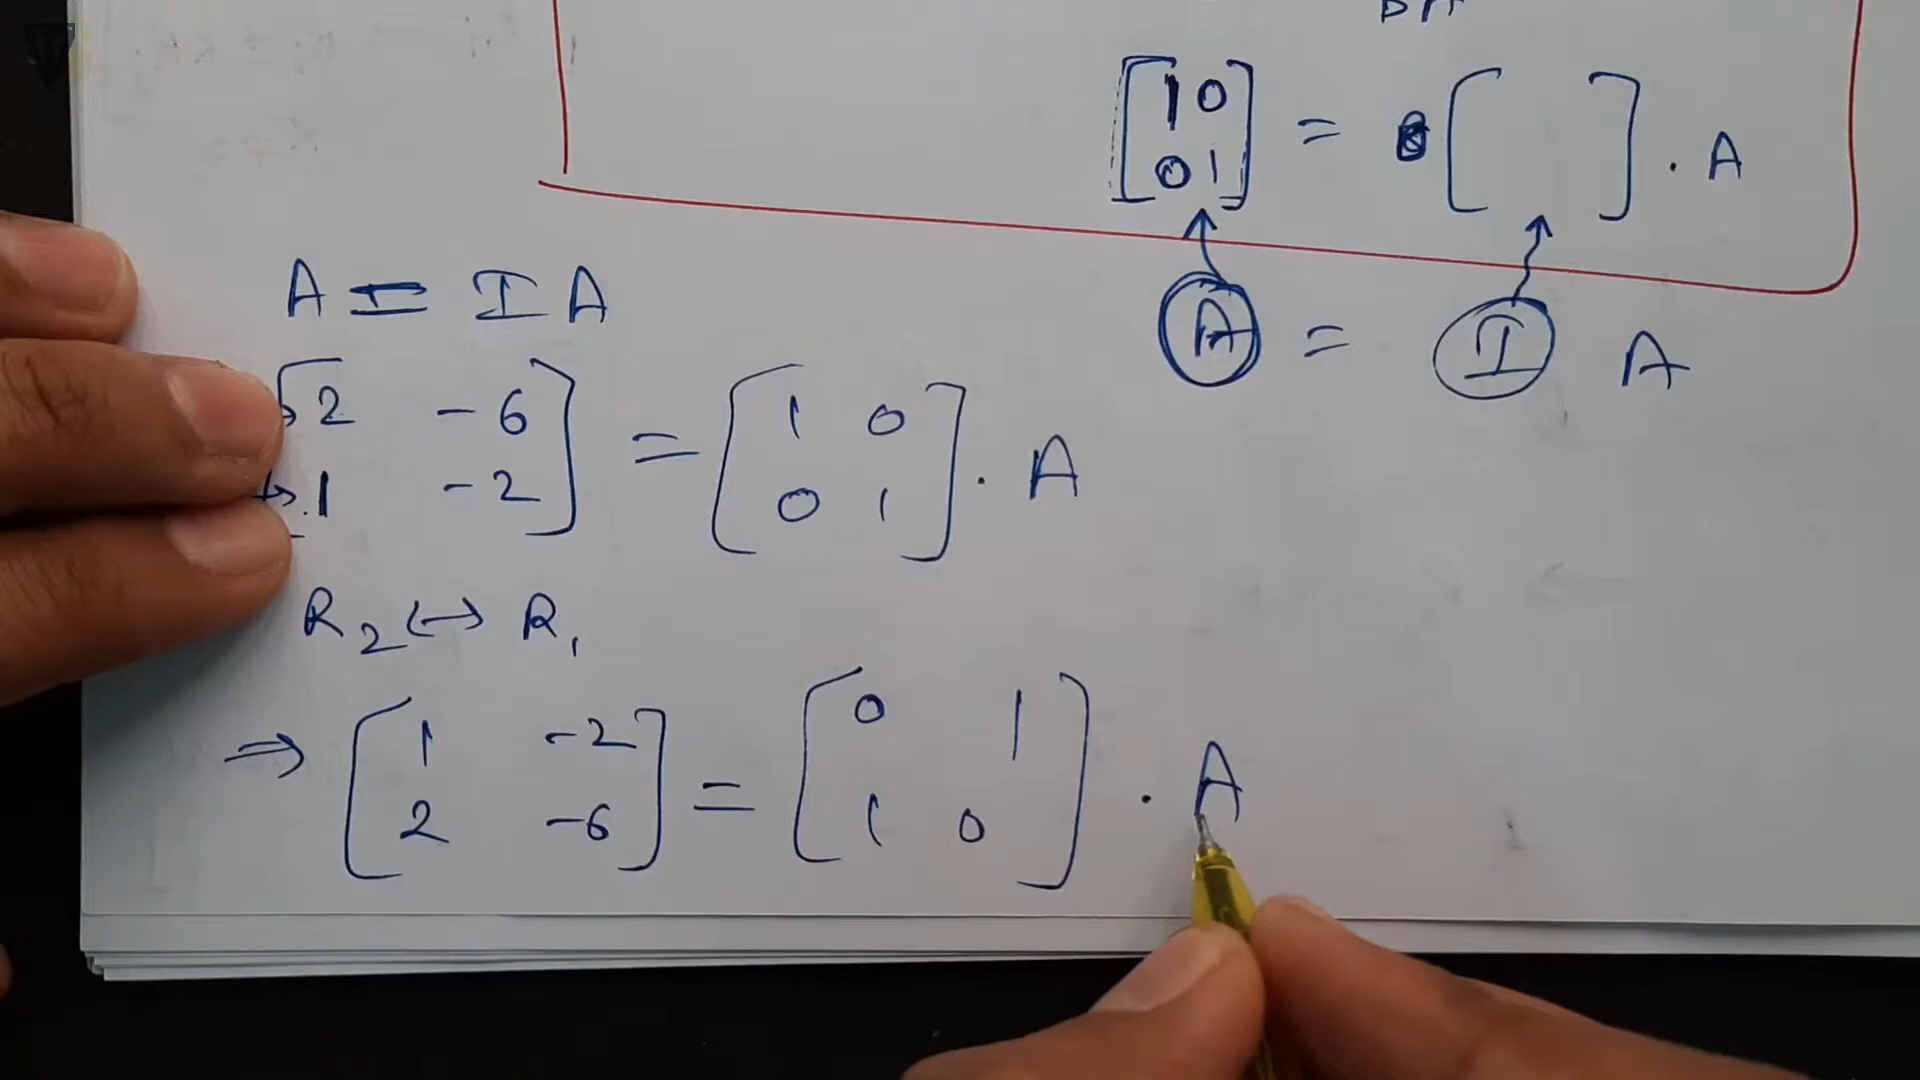 [1 0
0 1] = [ ] . A
A = I A
A = I A
[2 -6
1 -2] = [1 0
0 1] . A
R2 ↔ R1
⇒ [1 -2
2 -6] = [0 1
1 0] . A